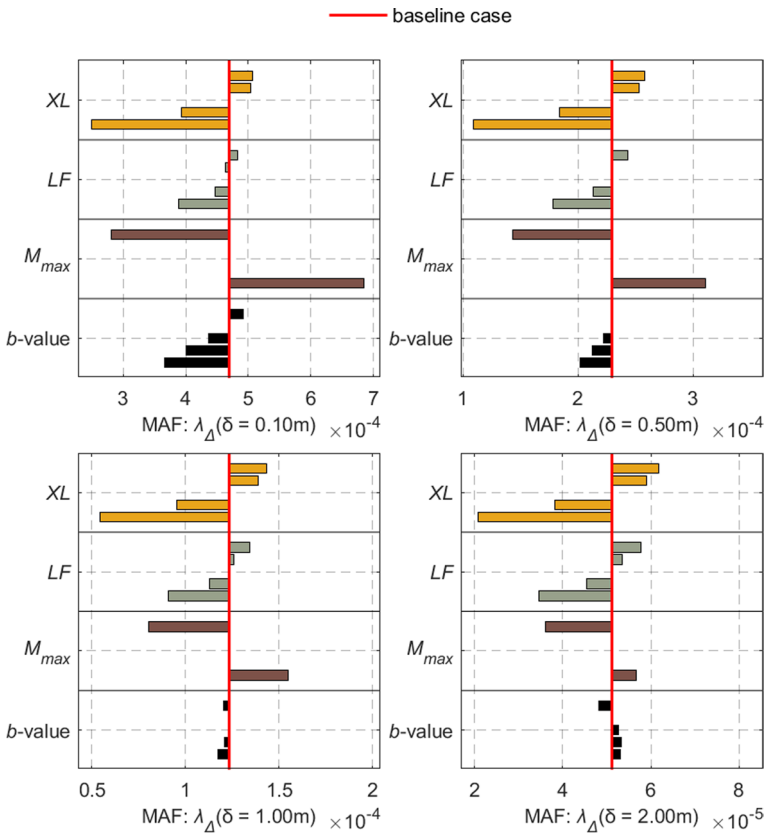 baseline case
XL
LF
Mmax
b-value
3 4 5 6 7
MAF: λΔ(δ = 0.10m) ×10-4
XL
LF
Mmax
b-value
1 2 3
MAF: λΔ(δ = 0.50m) ×10-4
XL
LF
Mmax
b-value
0.5 1 1.5 2
MAF: λΔ(δ = 1.00m) ×10-4
XL
LF
Mmax
b-value
2 4 6 8
MAF: λΔ(δ = 2.00m) ×10-5